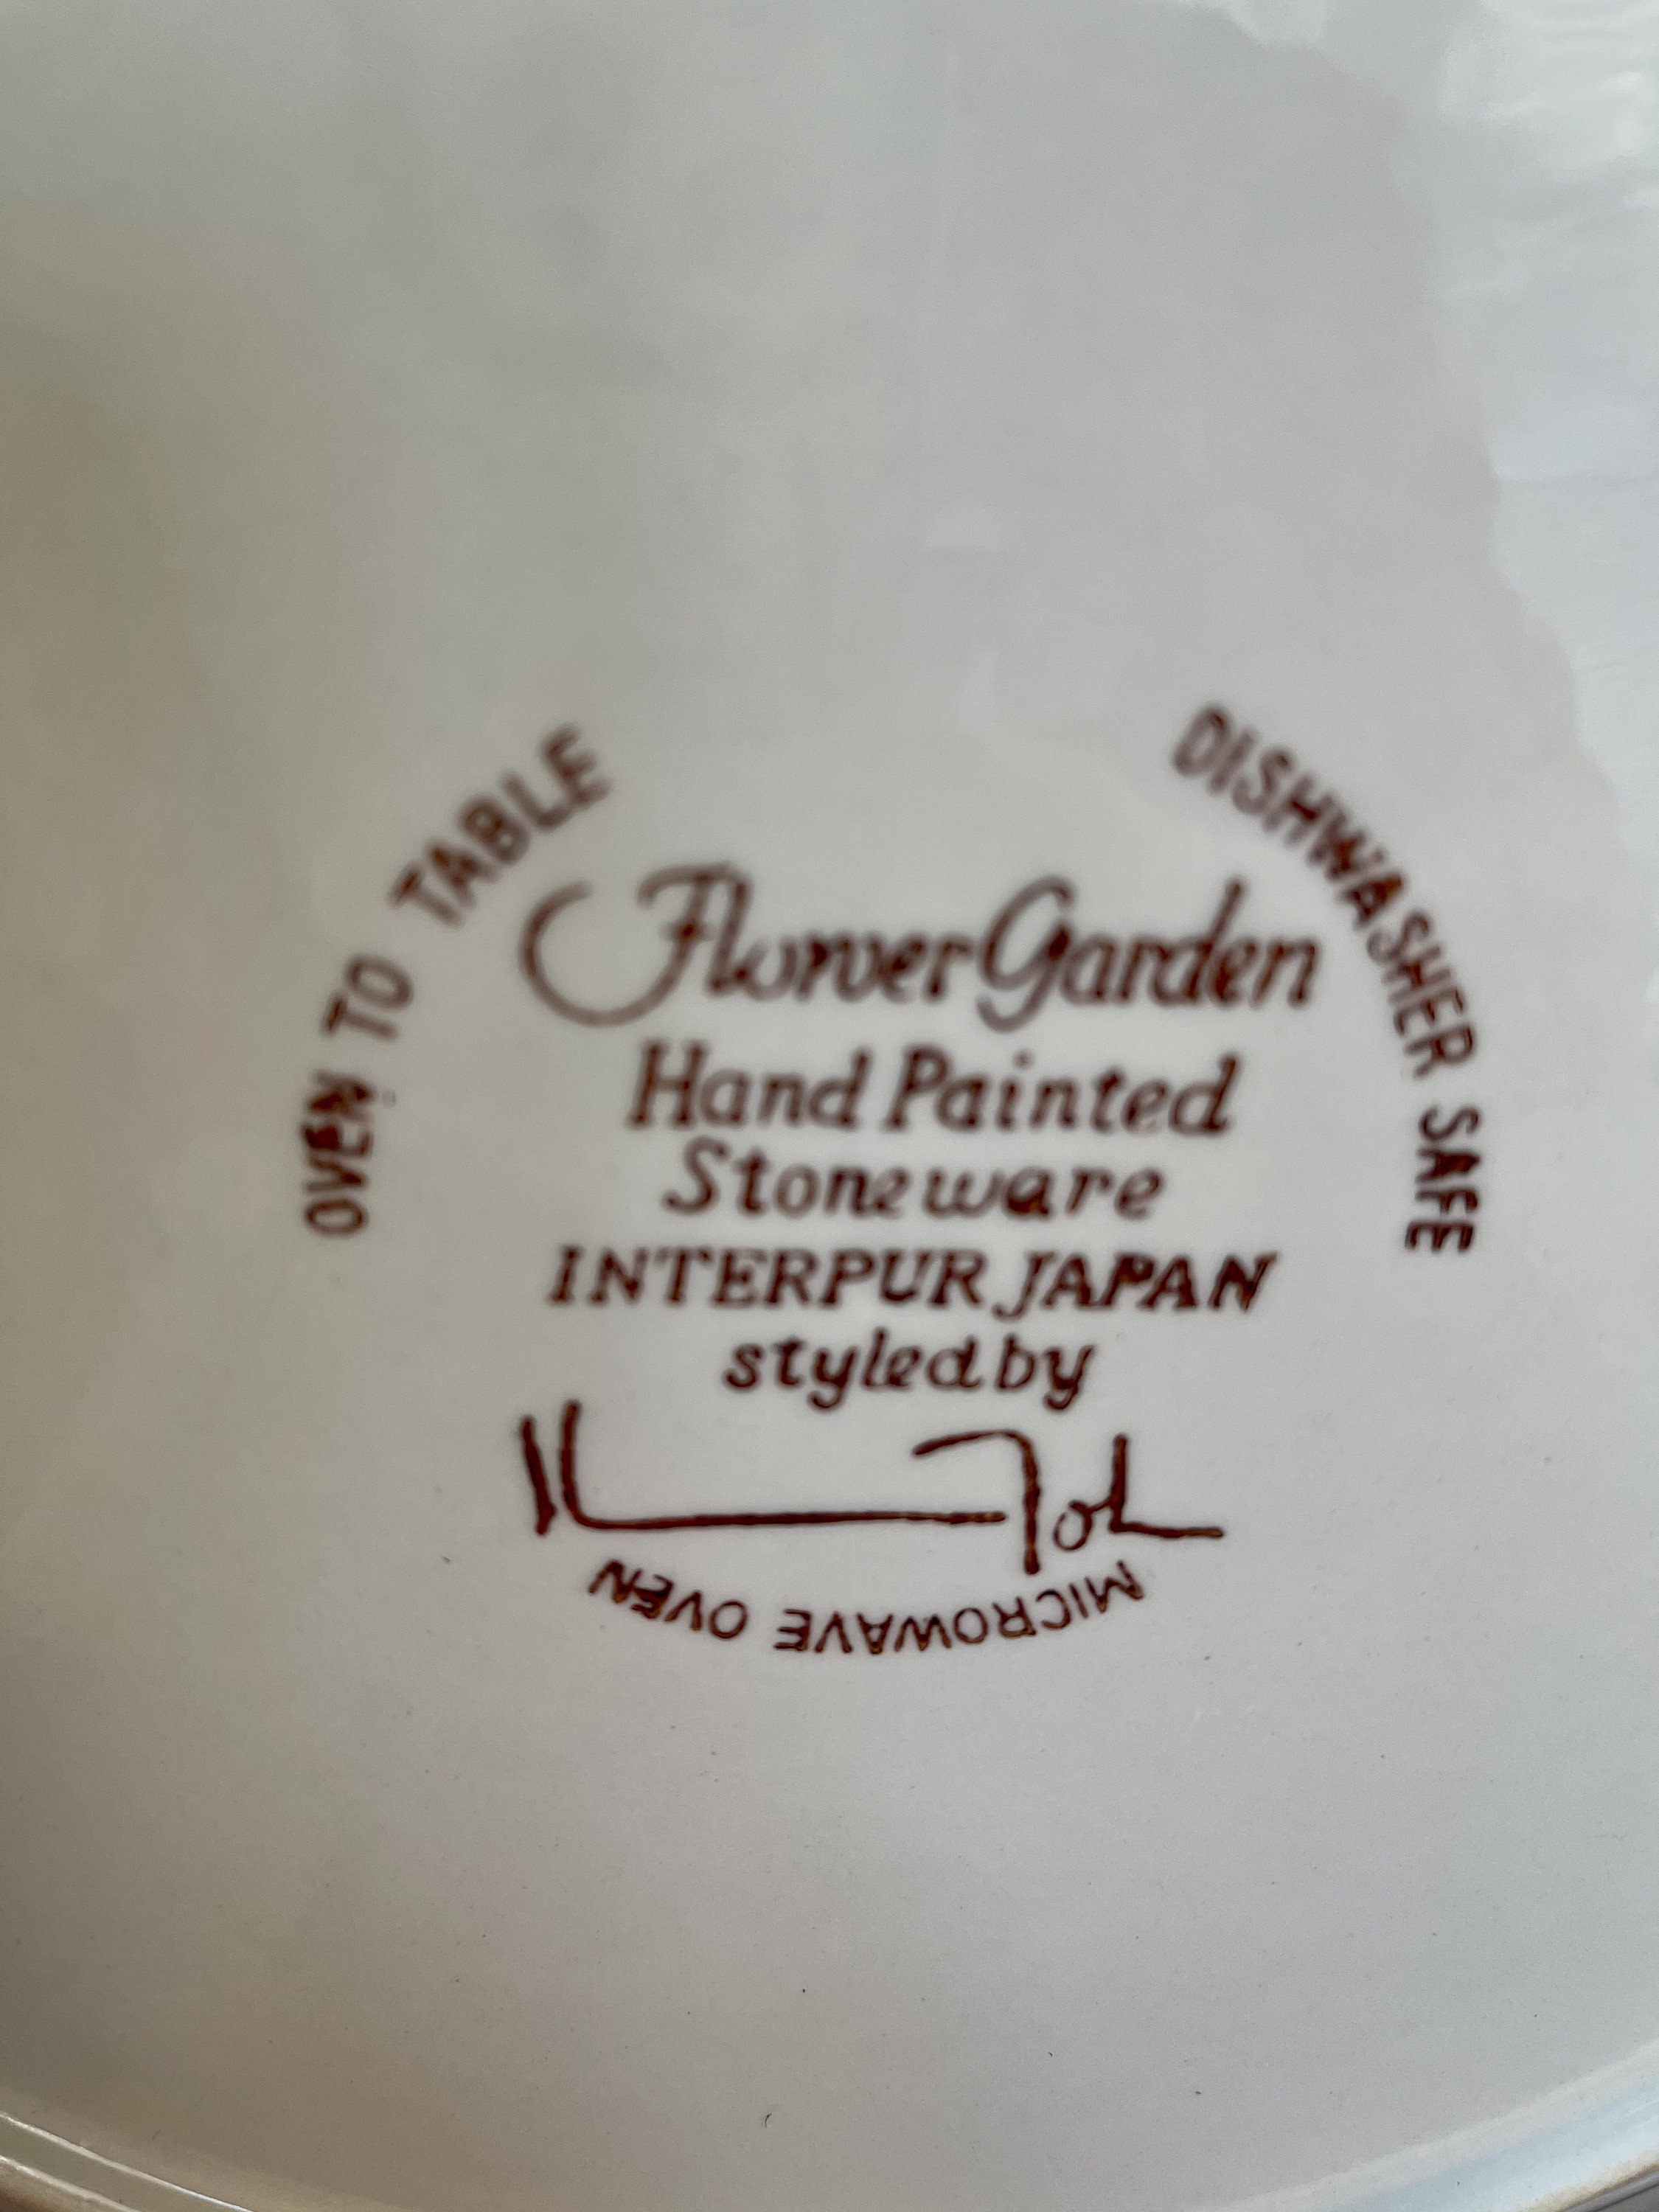 OVEN TO TABLE
DISHWASHER SAFE
Flower Garden
Hand Painted
Stoneware
INTERPUR JAPAN
styled by
MICROWAVE OVEN